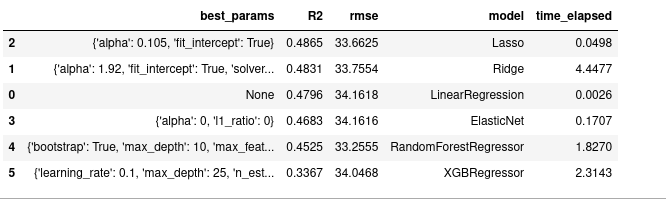 best_params R2 rmse model time_elapsed
2 {'alpha': 0.105, 'fit_intercept': True} 0.4865 33.6625 Lasso 0.0498
1 {'alpha': 1.92, 'fit_intercept': True, 'solver... 0.4831 33.7554 Ridge 4.4477
0 None 0.4796 34.1618 LinearRegression 0.0026
3 {'alpha': 0, 'l1_ratio': 0} 0.4683 34.1616 ElasticNet 0.1707
4 {'bootstrap': True, 'max_depth': 10, 'max_feat... 0.4525 33.2555 RandomForestRegressor 1.8270
5 {'learning_rate': 0.1, 'max_depth': 25, 'n_est... 0.3367 34.0468 XGBRegressor 2.3143